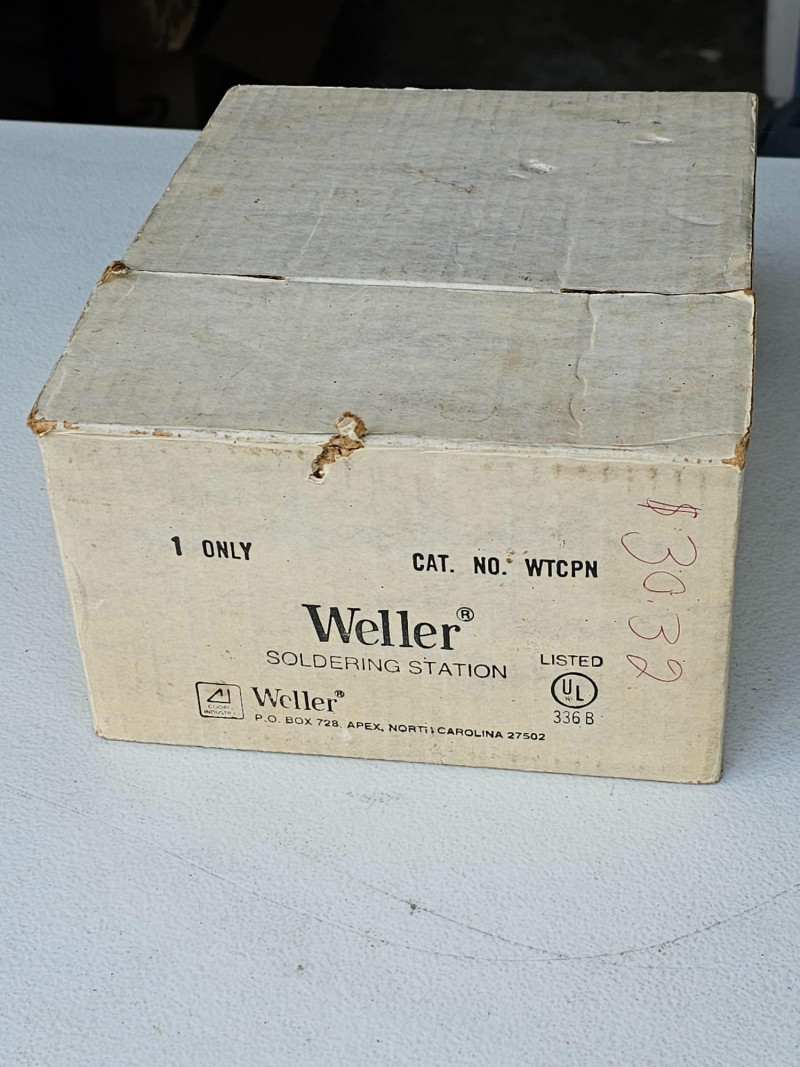 1 ONLY
CAT. NO. WTCPN
$30.32
Weller®
SOLDERING STATION
LISTED
UL
®
336 B
Weller®
P.O. BOX 728, APEX, NORTH CAROLINA 27502